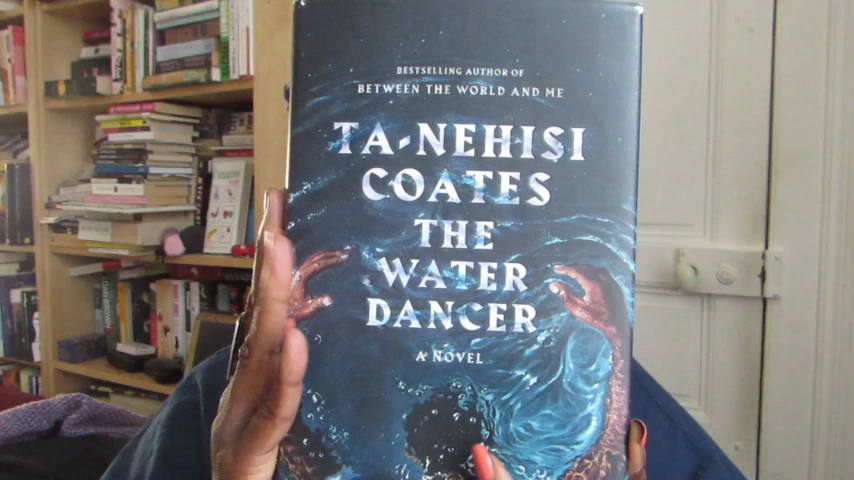 BESTSELLING AUTHOR OF
BETWEEN THE WORLD AND ME
TA-NEHISI
COATES
THE
WATER
DANCER
A NOVEL